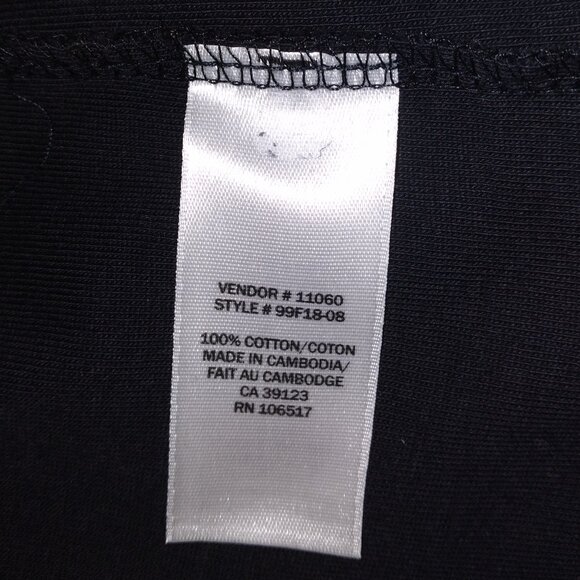 VENDOR # 11060
STYLE # 99F18-08
100% COTTON/COTON
MADE IN CAMBODIA/
FAIT AU CAMBODGE
CA 39123
RN 106517